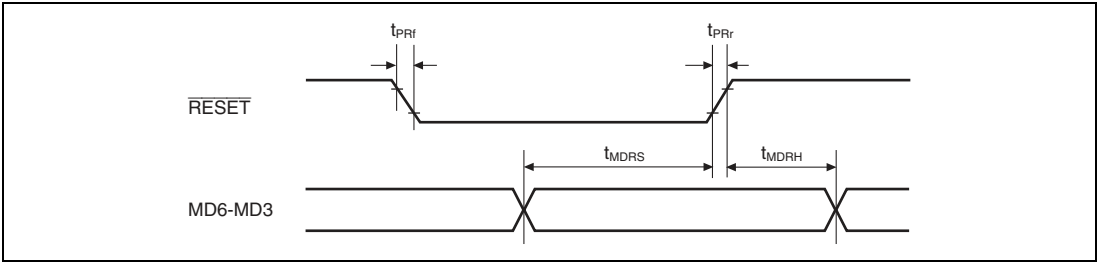 tPRf
tPRr
RESET
tMDRS
tMDRH
MD6-MD3